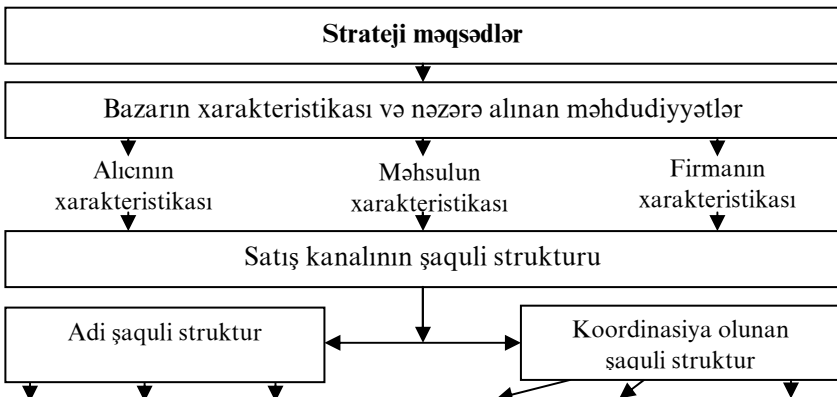 Strateji məqsədlər
Bazarın xarakteristikası və nəzərə alınan məhdudiyyətlər
Alıcının
xarakteristikası
Məhsulun
xarakteristikası
Firmanın
xarakteristikası
Satış kanalının şaquli strukturu
Adi şaquli struktur
Koordinasiya olunan
şaquli struktur